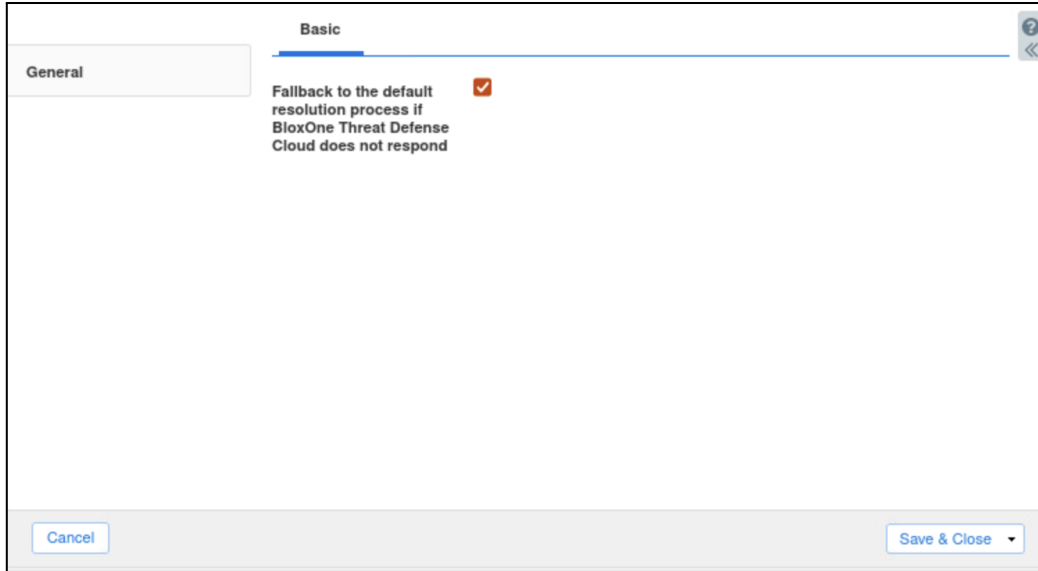 Basic
General
Fallback to the default
resolution process if
BloxOne Threat Defense
Cloud does not respond
Cancel
Save & Close